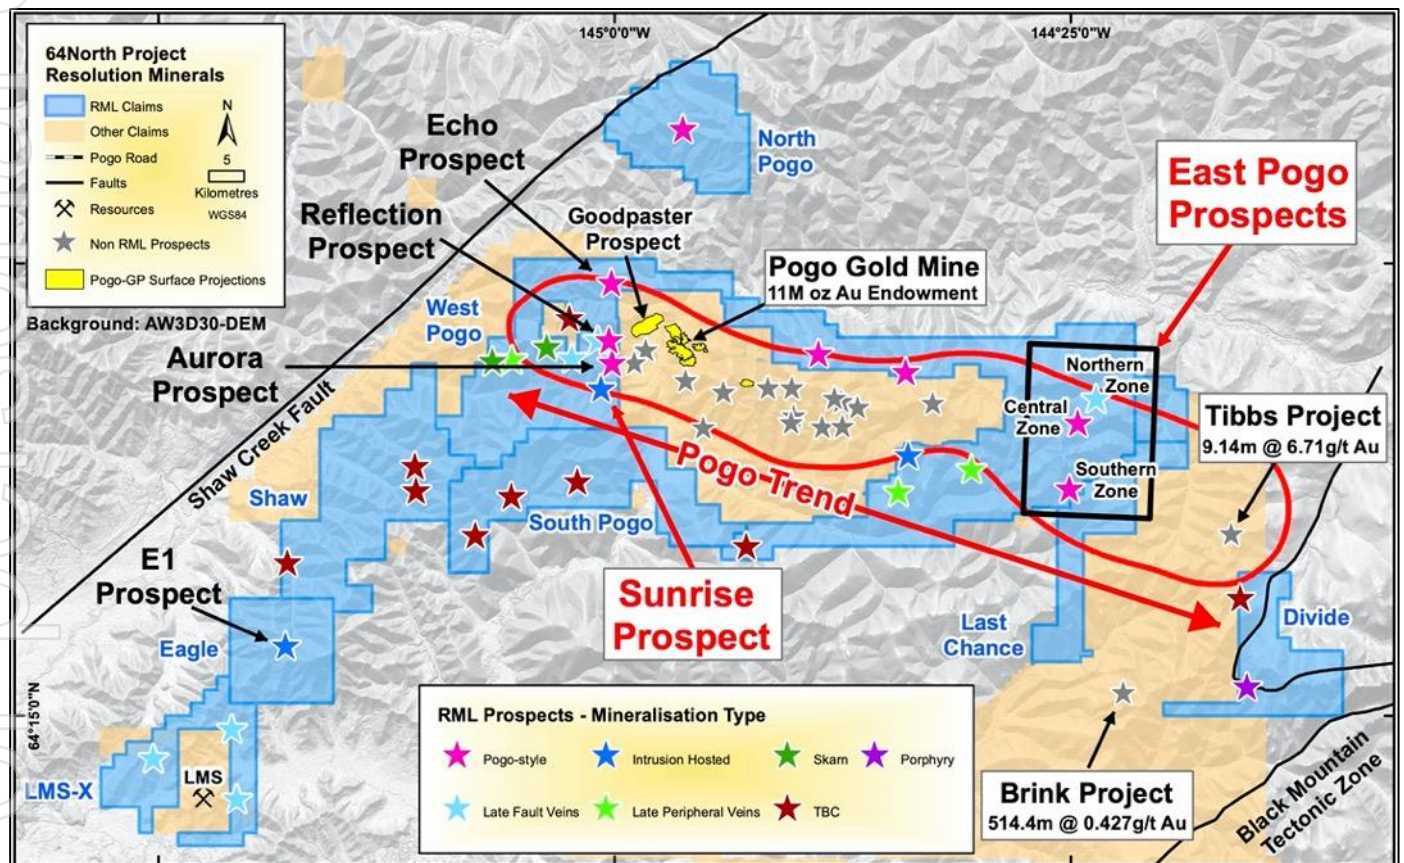 145°0'0"W
144°25'0"W
64North Project
Resolution Minerals
RML Claims
Other Claims
N
Pogo Road
5
Faults
Kilometres
Resources
WGS84
Non RML Prospects
Pogo-GP Surface Projections
Background: AW3D30-DEM
Echo
Prospect
North
Pogo
East Pogo
Prospects
Reflection
Prospect
Goodpaster
Prospect
Pogo Gold Mine
11M oz Au Endowment
West
Pogo
Aurora
Prospect
Northern
Zone
Central
Zone
Southern
Zone
Tibbs Project
9.14m @ 6.71g/t Au
Shaw Creek Fault
Pogo Trend
Shaw
South Pogo
E1
Prospect
Sunrise
Prospect
Last
Chance
Divide
Eagle
64°15'0"N
LMS-X
LMS
RML Prospects - Mineralisation Type
Pogo-style
Intrusion Hosted
Skarn
Porphyry
Late Fault Veins
Late Peripheral Veins
TBC
Brink Project
514.4m @ 0.427g/t Au
Black Mountain
Tectonic Zone